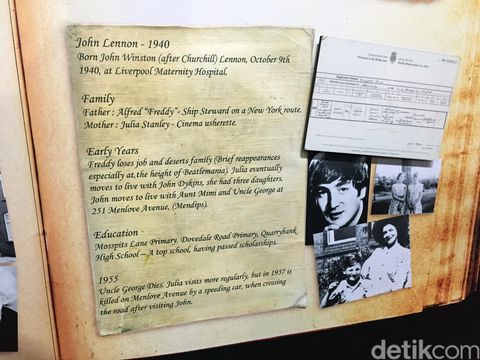 John Lennon - 1940
Born John Winston (after Churchill) Lennon, October 9th
1940, at Liverpool Maternity Hospital.
Family
Father : Alfred "Freddy"- Ship Steward on a New York route.
Mother : Julia Stanley - Cinema usherette.
Early Years
Freddy loses job and deserts family (Brief reappearances
especially at the height of Beatlemania). Julia eventually
moves to live with John Dykins, she had three daughters,
John moves to live with Aunt Mimi and Uncle George at
251 Menlove Avenue, (Mendips).
Education
Mosspits Lane Primary, Dovedale Road Primary, Quarrybank
High School - A top school, having passed scholarships.
1955
Uncle George Dies. Julia visits more regularly, but in 1957 is
killed on Menlove Avenue by a speeding car, when crossing
the road after visiting John.
detikcom